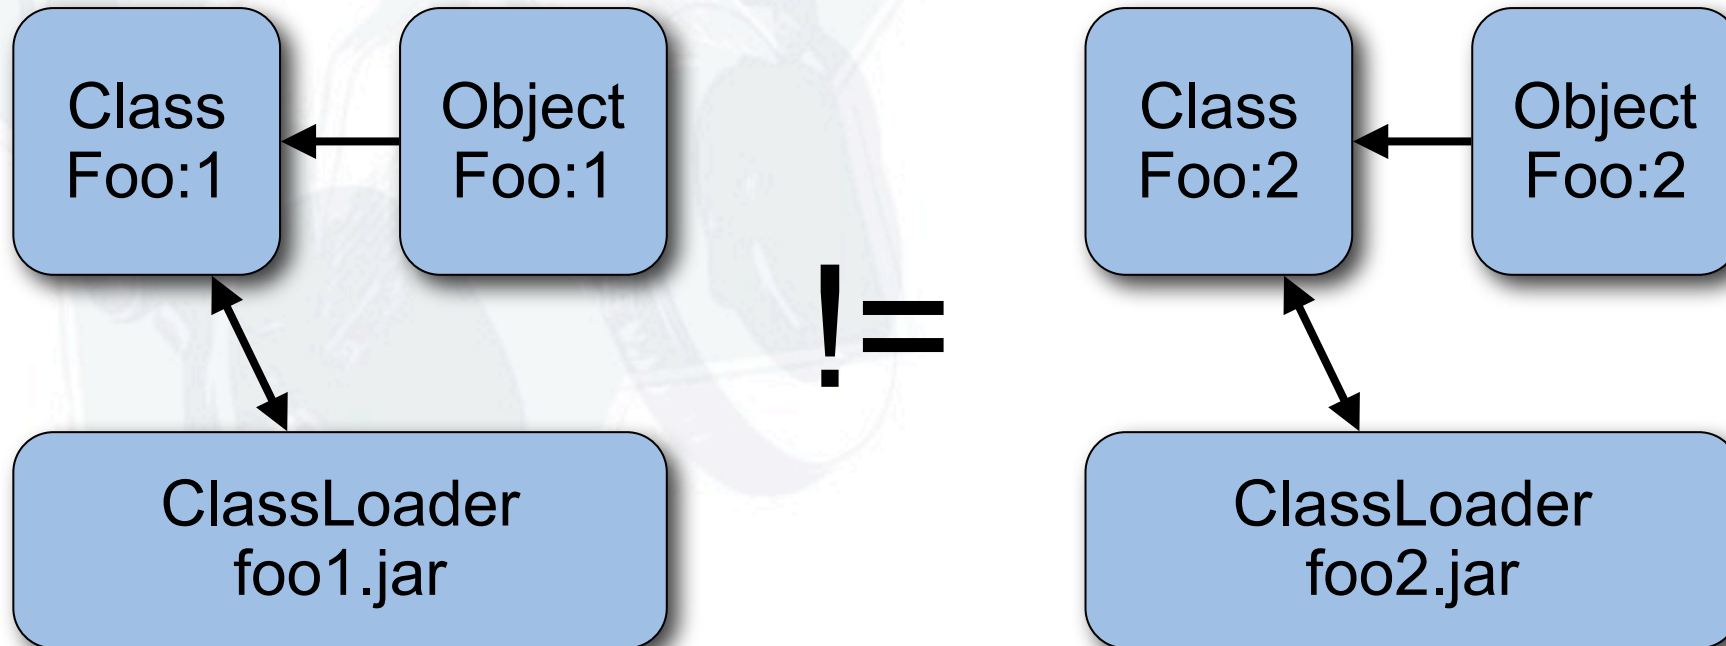 Class
Foo:1
Object
Foo:1
!=
Class
Foo:2
Object
Foo:2
ClassLoader
foo1.jar
ClassLoader
foo2.jar